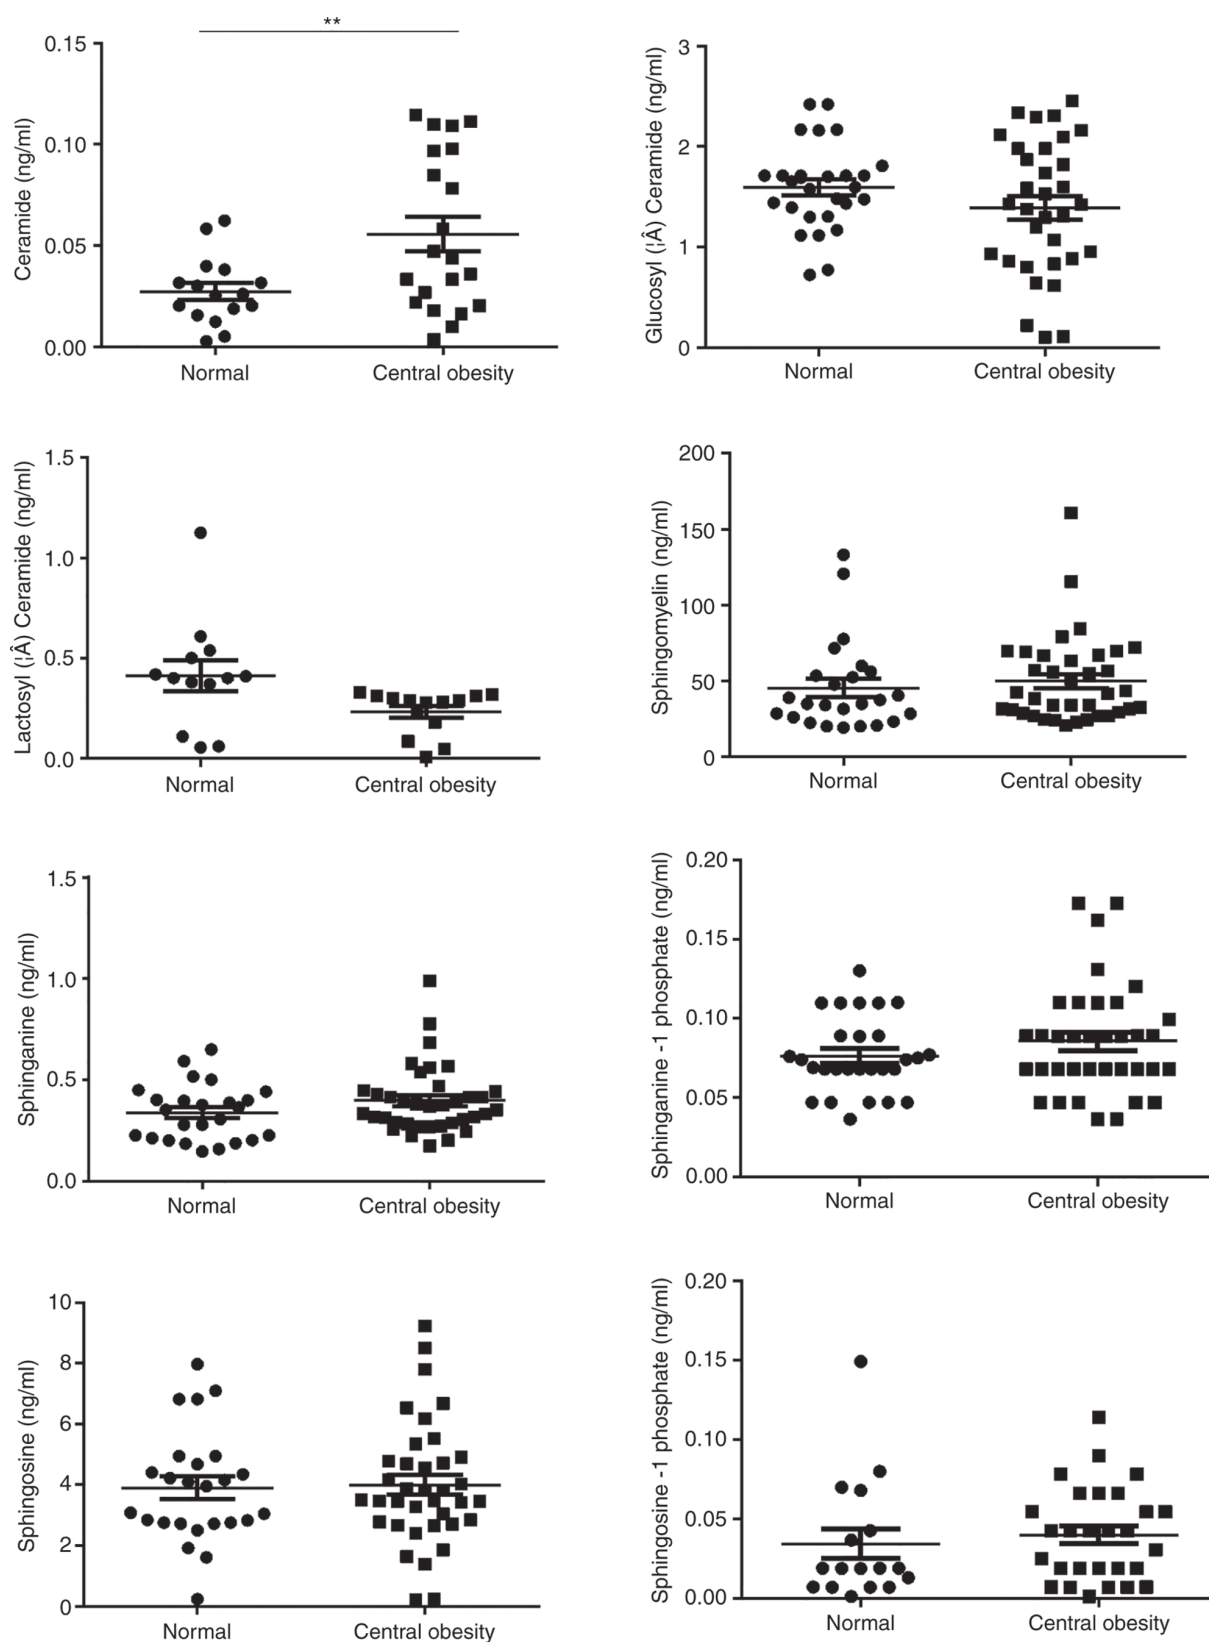 **
Ceramide (ng/ml)
0.15
0.10
0.05
0.00
Normal
Central obesity
Glucosyl (¦Â) Ceramide (ng/ml)
3
2
1
0
Normal
Central obesity
Lactosyl (¦Â) Ceramide (ng/ml)
1.5
1.0
0.5
0.0
Normal
Central obesity
Sphingomyelin (ng/ml)
200
150
100
50
0
Normal
Central obesity
Sphinganine (ng/ml)
1.5
1.0
0.5
0.0
Normal
Central obesity
Sphinganine -1 phosphate (ng/ml)
0.20
0.15
0.10
0.05
0.00
Normal
Central obesity
Sphingosine (ng/ml)
10
8
6
4
2
0
Normal
Central obesity
Sphingosine -1 phosphate (ng/ml)
0.20
0.15
0.10
0.05
0.00
Normal
Central obesity